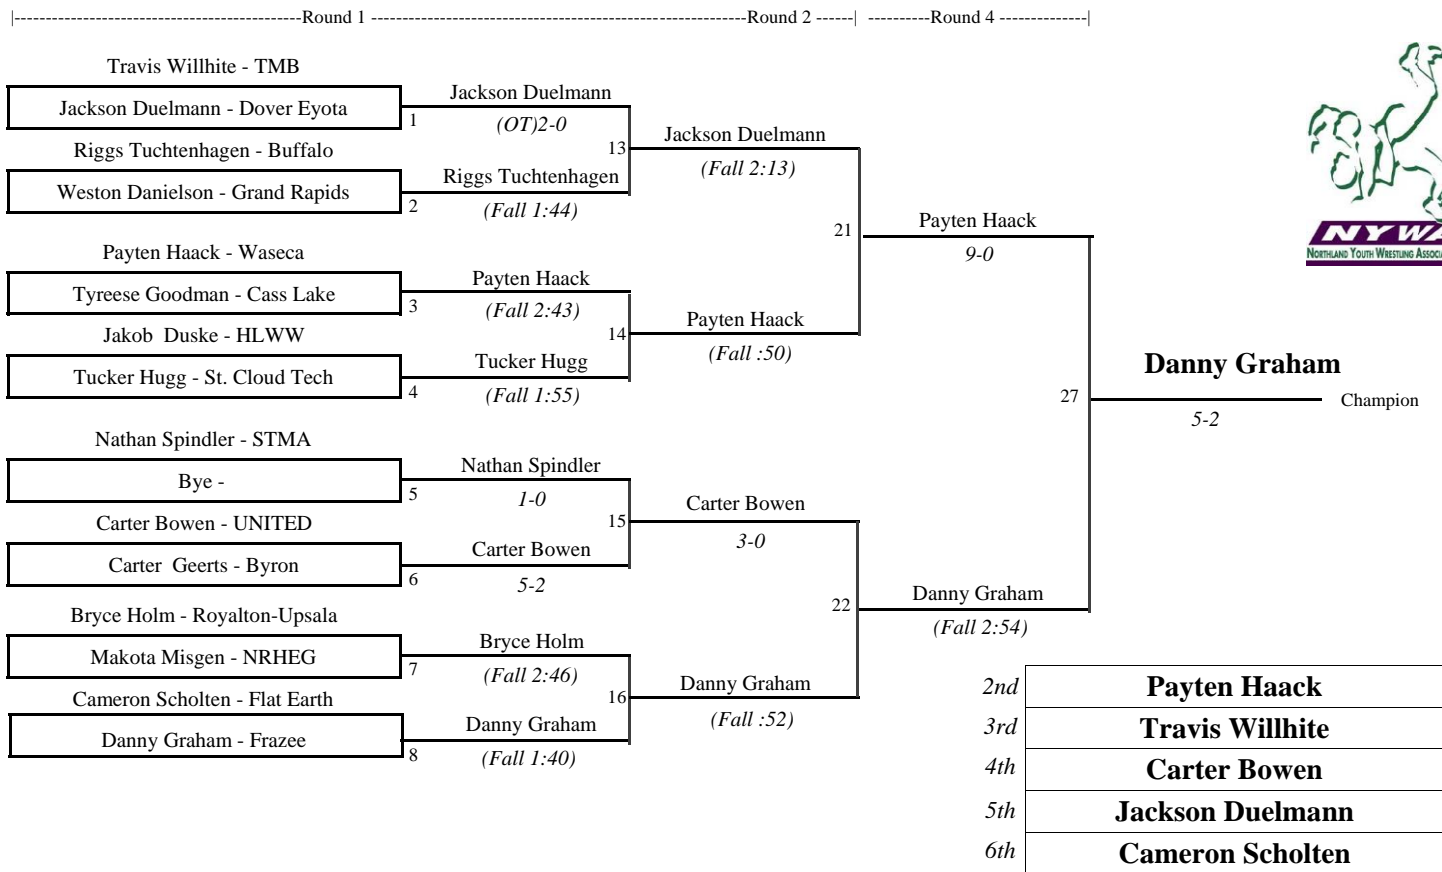 |-----------------------------------------------Round 1 -------------------------------------------------------------Round 2 ------| ----------Round 4 --------------|
Travis Willhite - TMB
Jackson Duelmann - Dover Eyota
1
Jackson Duelmann
(OT)2-0
Riggs Tuchtenhagen - Buffalo
Weston Danielson - Grand Rapids
2
Riggs Tuchtenhagen
(Fall 1:44)
13
Jackson Duelmann
(Fall 2:13)
Payten Haack - Waseca
Tyreese Goodman - Cass Lake
3
Payten Haack
(Fall 2:43)
Jakob  Duske - HLWW
Tucker Hugg - St. Cloud Tech
4
Tucker Hugg
(Fall 1:55)
14
Payten Haack
(Fall :50)
21
Payten Haack
9-0
Nathan Spindler - STMA
Bye -
5
Nathan Spindler
1-0
Carter Bowen - UNITED
Carter  Geerts - Byron
6
Carter Bowen
5-2
15
Carter Bowen
3-0
Bryce Holm - Royalton-Upsala
Makota Misgen - NRHEG
7
Bryce Holm
(Fall 2:46)
Cameron Scholten - Flat Earth
Danny Graham - Frazee
8
Danny Graham
(Fall 1:40)
16
Danny Graham
(Fall :52)
22
Danny Graham
(Fall 2:54)
27
Danny Graham
5-2
Champion
NYWA
NORTHLAND YOUTH WRESTLING ASSOCIA
2nd Payten Haack
3rd Travis Willhite
4th Carter Bowen
5th Jackson Duelmann
6th Cameron Scholten